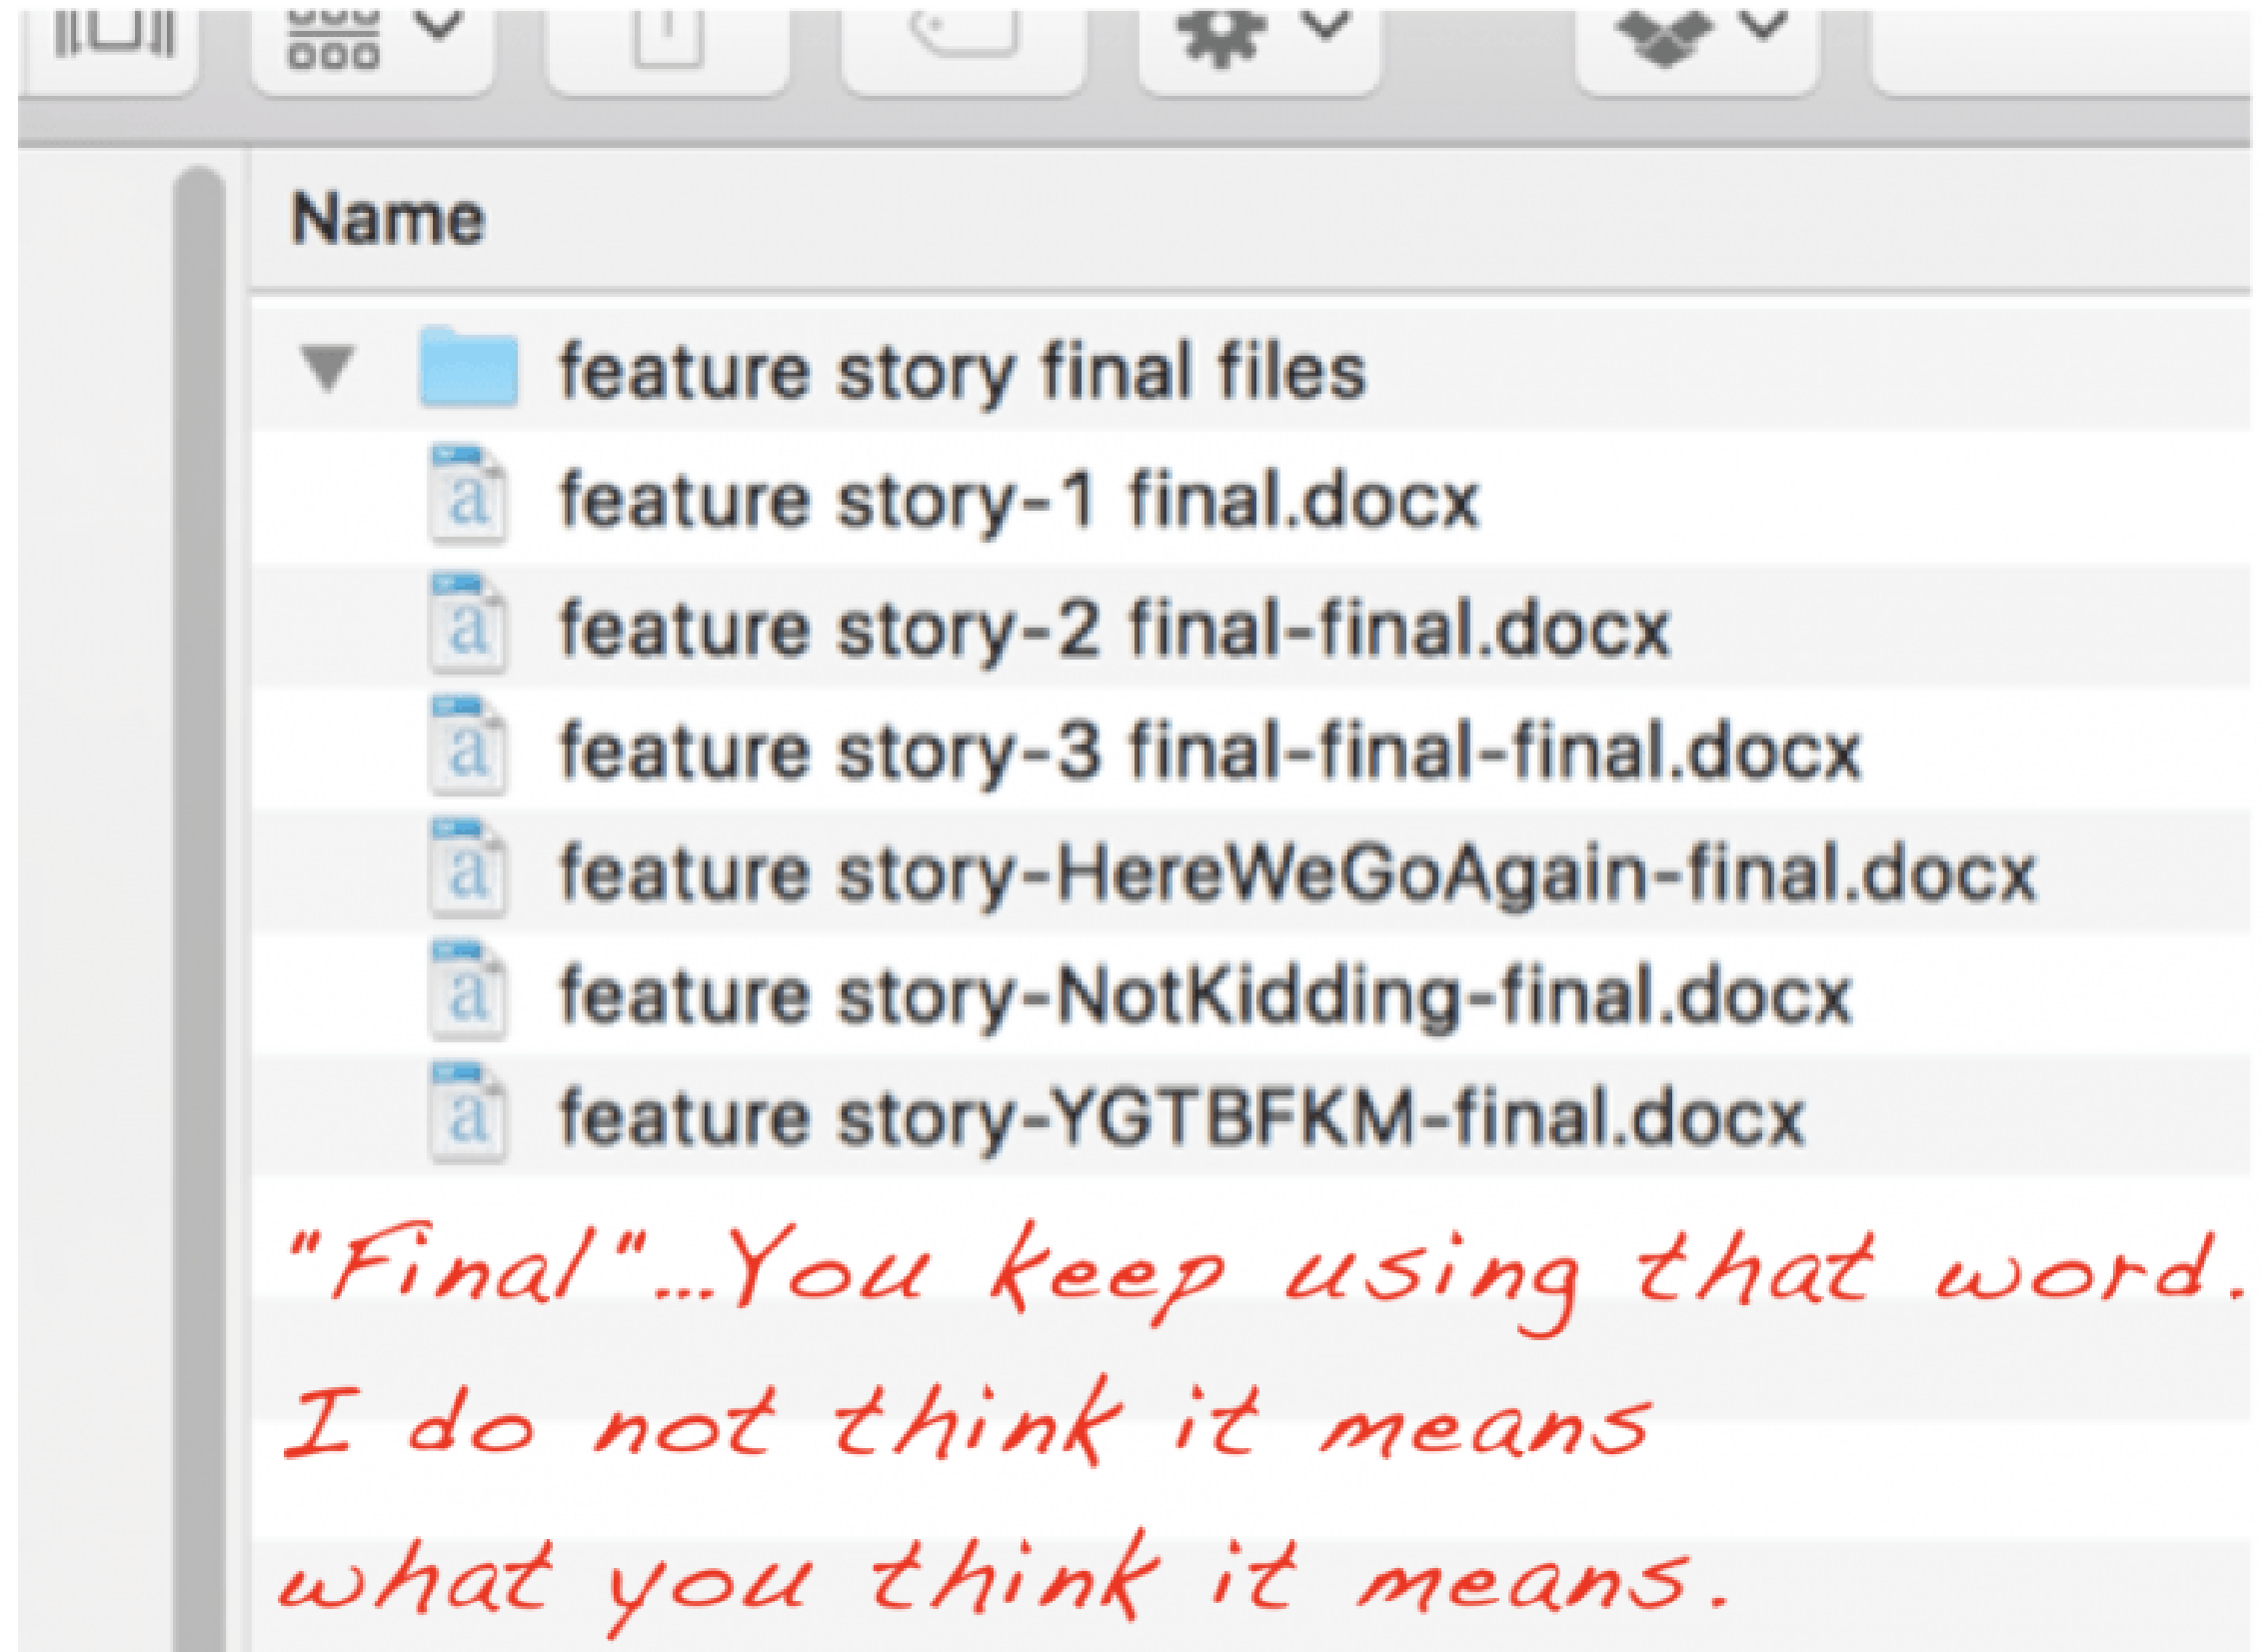 Name
feature story final files
feature story-1 final.docx
feature story-2 final-final.docx
feature story-3 final-final-final.docx
feature story-HereWeGoAgain-final.docx
feature story-NotKidding-final.docx
feature story-YGTBFKM-final.docx
"Final"...You keep using that word.
I do not think it means
what you think it means.